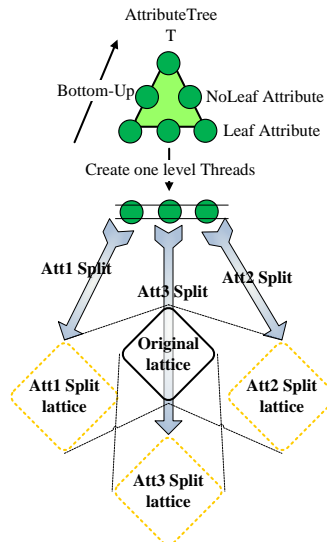 AttributeTree
T
Bottom-Up
NoLeaf Attribute
Leaf Attribute
Create one level Threads
Att1 Split
Att3 Split
Att2 Split
Original
lattice
Att1 Split
lattice
Att2 Split
lattice
Att3 Split
lattice